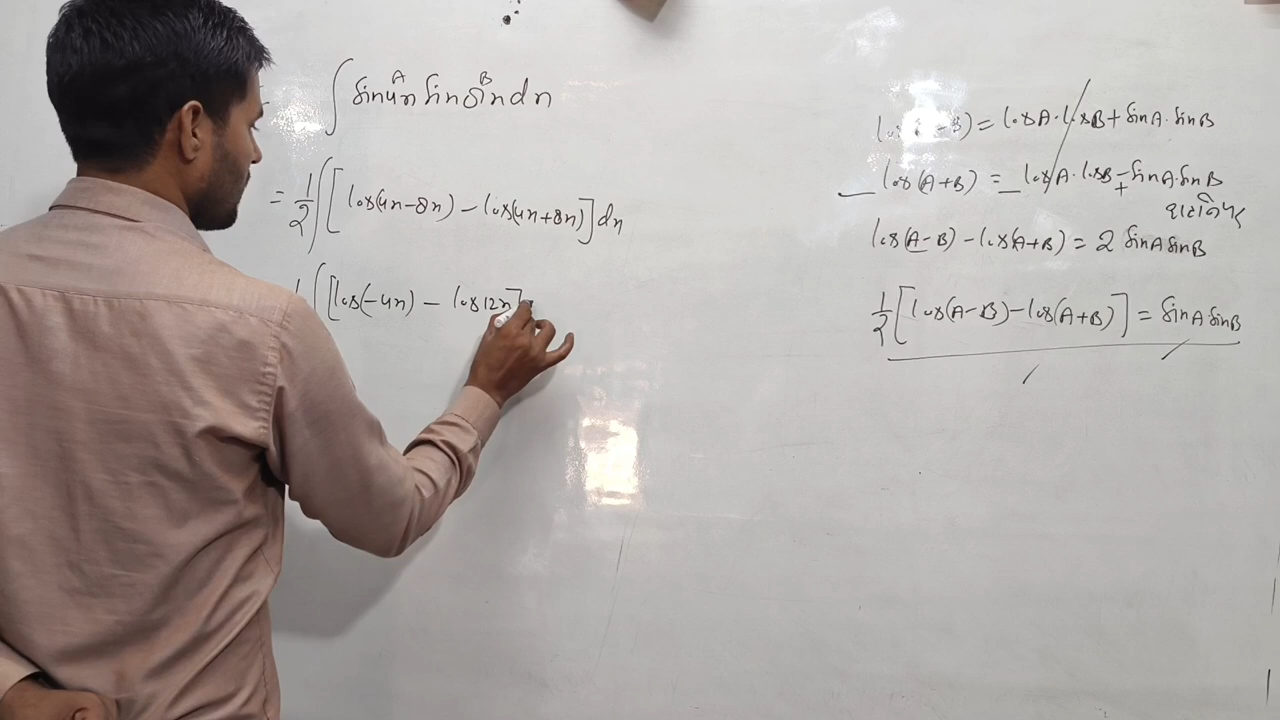 ∫ Sin4x Sin8x dx
A B
= 1/2 ∫ [cos(4x-8x) - cos(4x+8x)] dx
1/2 ∫ [cos(-4x) - cos12x]
B) = cosA·cosB + SinA·SinB
cos(A+B) = cosA·cosB - SinA·SinB
- - +
cos(A-B) - cos(A+B) = 2 SinA SinB
1/2 [cos(A-B) - cos(A+B)] = SinA SinB